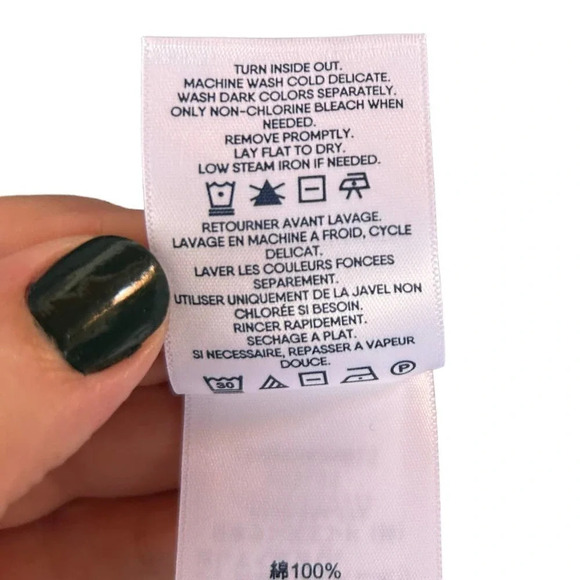 TURN INSIDE OUT.
MACHINE WASH COLD DELICATE.
WASH DARK COLORS SEPARATELY.
ONLY NON-CHLORINE BLEACH WHEN
NEEDED.
REMOVE PROMPTLY.
LAY FLAT TO DRY.
LOW STEAM IRON IF NEEDED.
RETOURNER AVANT LAVAGE.
LAVAGE EN MACHINE A FROID, CYCLE
DELICAT.
LAVER LES COULEURS FONCEES
SEPAREMENT.
UTILISER UNIQUEMENT DE LA JAVEL NON
CHLORÉE SI BESOIN.
RINCER RAPIDEMENT.
SECHAGE A PLAT.
SI NECESSAIRE, REPASSER A VAPEUR
DOUCE.
30 P
綿100%